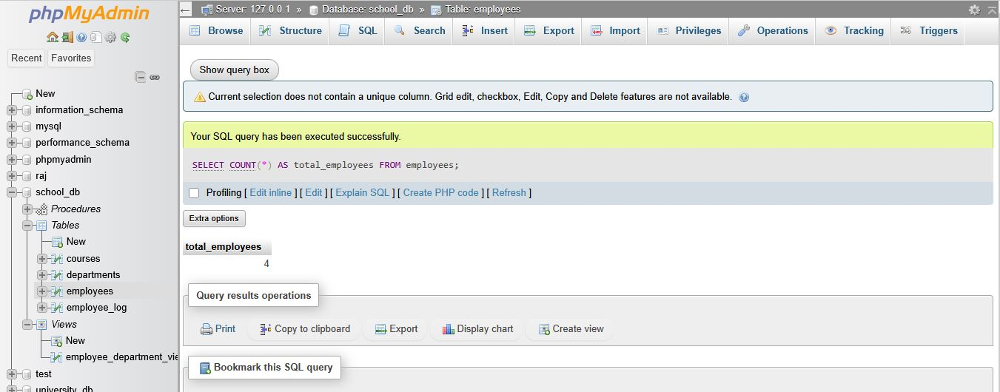 phpMyAdmin
Recent Favorites
New
information_schema
mysql
performance_schema
phpmyadmin
raj
school_db
Procedures
Tables
New
courses
departments
employees
employee_log
Views
New
employee_department_vie
test
university_db
Server: 127.0.0.1 » Database: school_db » Table: employees
Browse Structure SQL Search Insert Export Import Privileges Operations Tracking Triggers
Show query box
Current selection does not contain a unique column. Grid edit, checkbox, Edit, Copy and Delete features are not available.
Your SQL query has been executed successfully.
SELECT COUNT(*) AS total_employees FROM employees;
Profiling [ Edit inline ] [ Edit ] [ Explain SQL ] [ Create PHP code ] [ Refresh ]
Extra options
total_employees
4
Query results operations
Print Copy to clipboard Export Display chart Create view
Bookmark this SQL query